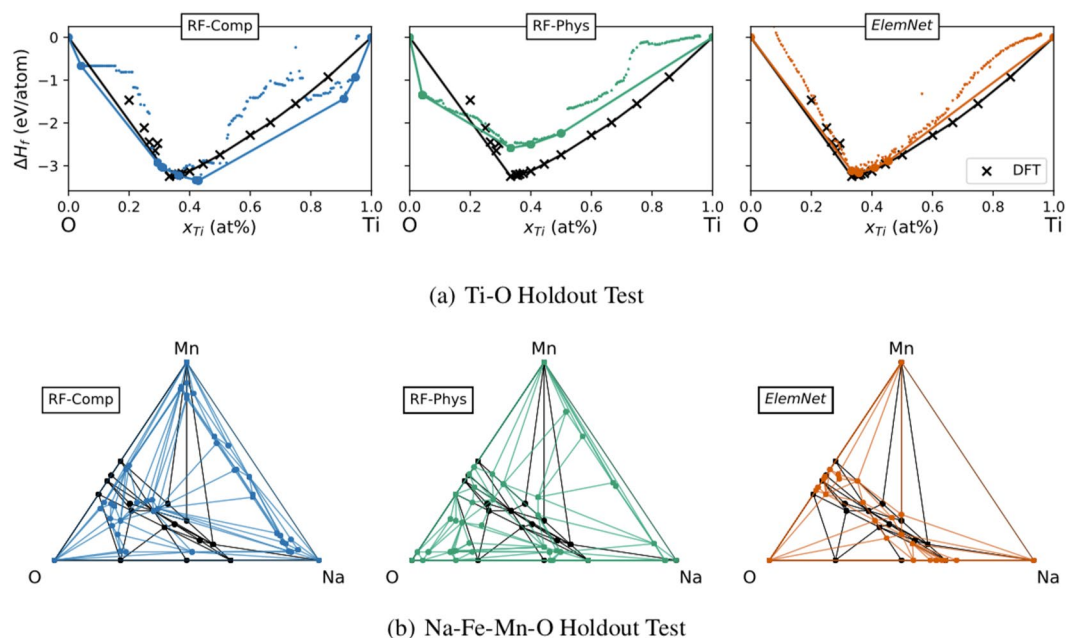 RF-Comp
RF-Phys
ElemNet
ΔHf (eV/atom)
0
−1
−2
−3
DFT
0.0 0.2 0.4 0.6 0.8 1.0
0.0 0.2 0.4 0.6 0.8 1.0
0.0 0.2 0.4 0.6 0.8 1.0
O xTi (at%) Ti
O xTi (at%) Ti
O xTi (at%) Ti
(a) Ti-O Holdout Test
Mn
Mn
Mn
RF-Comp
RF-Phys
ElemNet
O Na
O Na
O Na
(b) Na-Fe-Mn-O Holdout Test